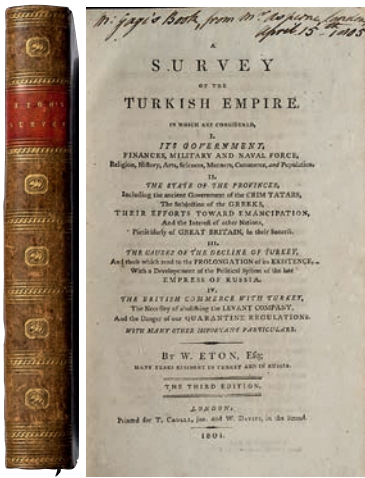 ETON'S
SURVEY
Mr. Book, from Mr.
April 15th 1805
A
SURVEY
OF THE
TURKISH EMPIRE.
IN WHICH ARE CONSIDERED,
I.
ITS GOVERNMENT,
FINANCES, MILITARY AND NAVAL FORCE,
Religion, History, Arts, Sciences, Manners, Commerce, and Population.
II.
THE STATE OF THE PROVINCES,
Including the ancient Government of the CRIM TATARS,
The Subjection of the GREEKS,
THEIR EFFORTS TOWARD EMANCIPATION,
And the Interest of other Nations,
Particularly of GREAT BRITAIN, in their Success.
III.
THE CAUSES OF THE DECLINE OF TURKEY,
And those which tend to the PROLONGATION of its EXISTENCE,
With a Developement of the Political System of the late
EMPRESS OF RUSSIA.
IV.
THE BRITISH COMMERCE WITH TURKEY,
The Necessity of abolishing the LEVANT COMPANY,
And the Danger of our QUARANTINE REGULATIONS.
WITH MANY OTHER IMPORTANT PARTICULARS.
By W. ETON, Esq;
MANY YEARS RESIDENT IN TURKEY AND IN RUSSIA.
THE THIRD EDITION.
LONDON:
Printed for T. CADELL, Jun. and W. DAVIES, in the Strand.
1801.